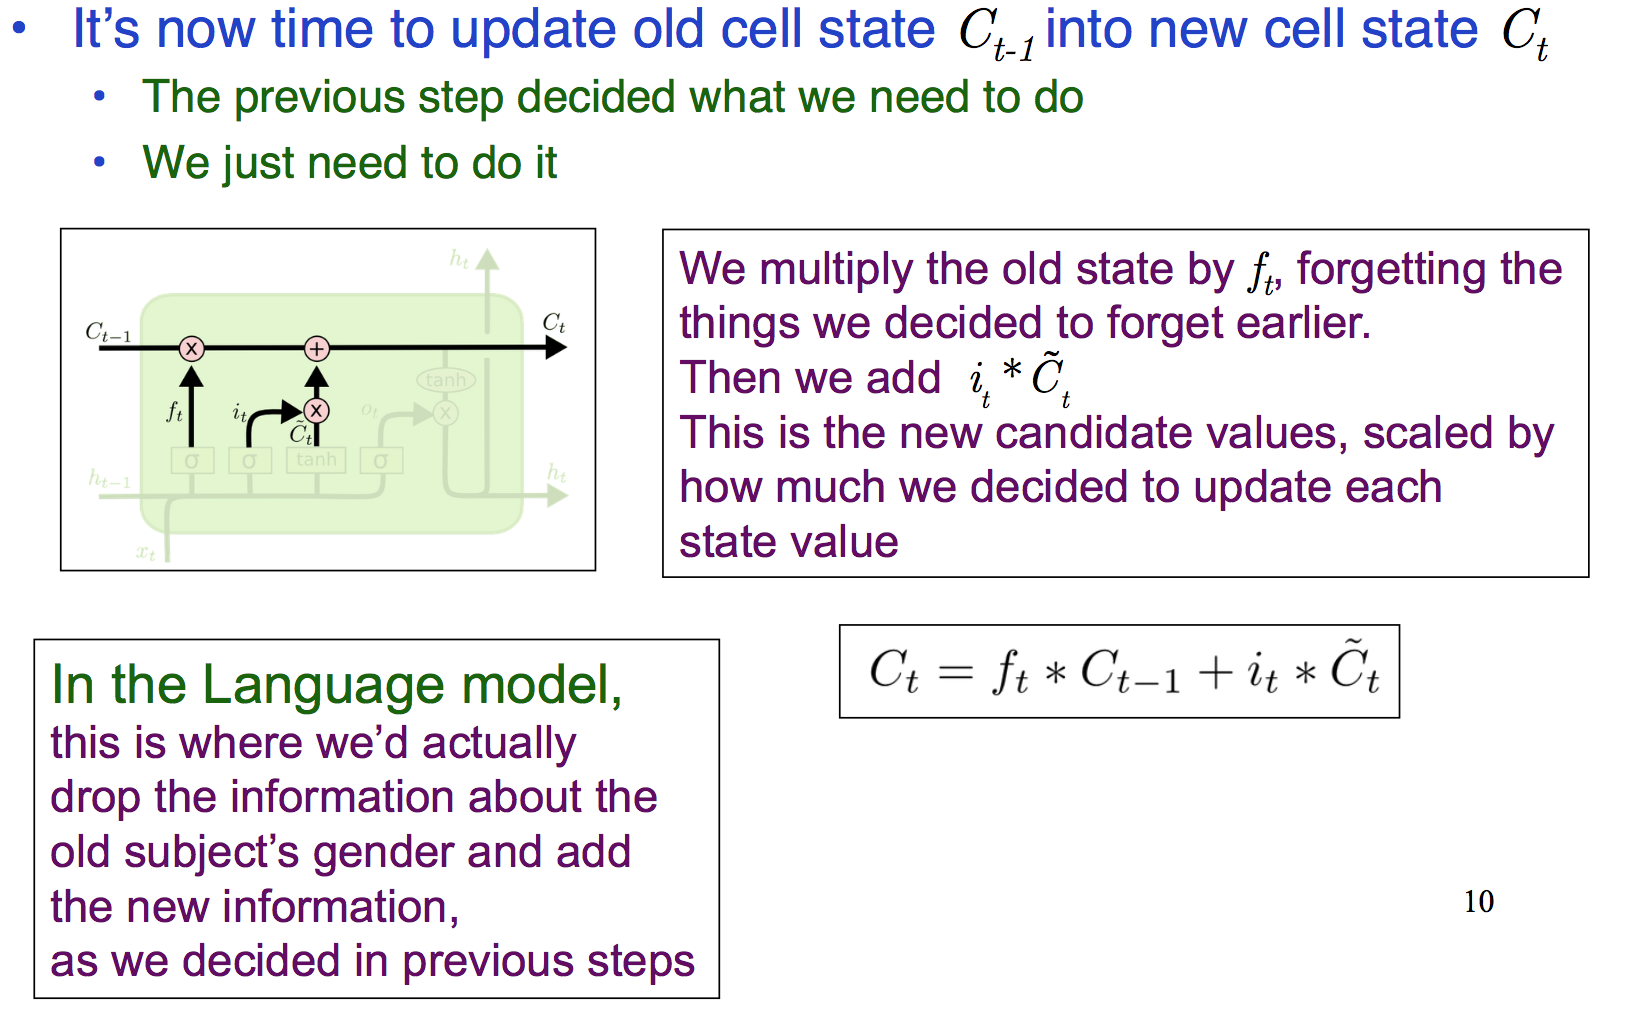 • It's now time to update old cell state C_{t-1} into new cell state C_t
• The previous step decided what we need to do
• We just need to do it
h_t
C_{t-1}
C_t
x
+
tanh
f_t
i_t
x
o_t
x
C̃_t
σ
σ
tanh
σ
h_{t-1}
h_t
x_t
We multiply the old state by f_t, forgetting the
things we decided to forget earlier.
Then we add i_t * C̃_t
This is the new candidate values, scaled by
how much we decided to update each
state value
C_t = f_t * C_{t-1} + i_t * C̃_t
In the Language model,
this is where we'd actually
drop the information about the
old subject's gender and add
the new information,
as we decided in previous steps
10